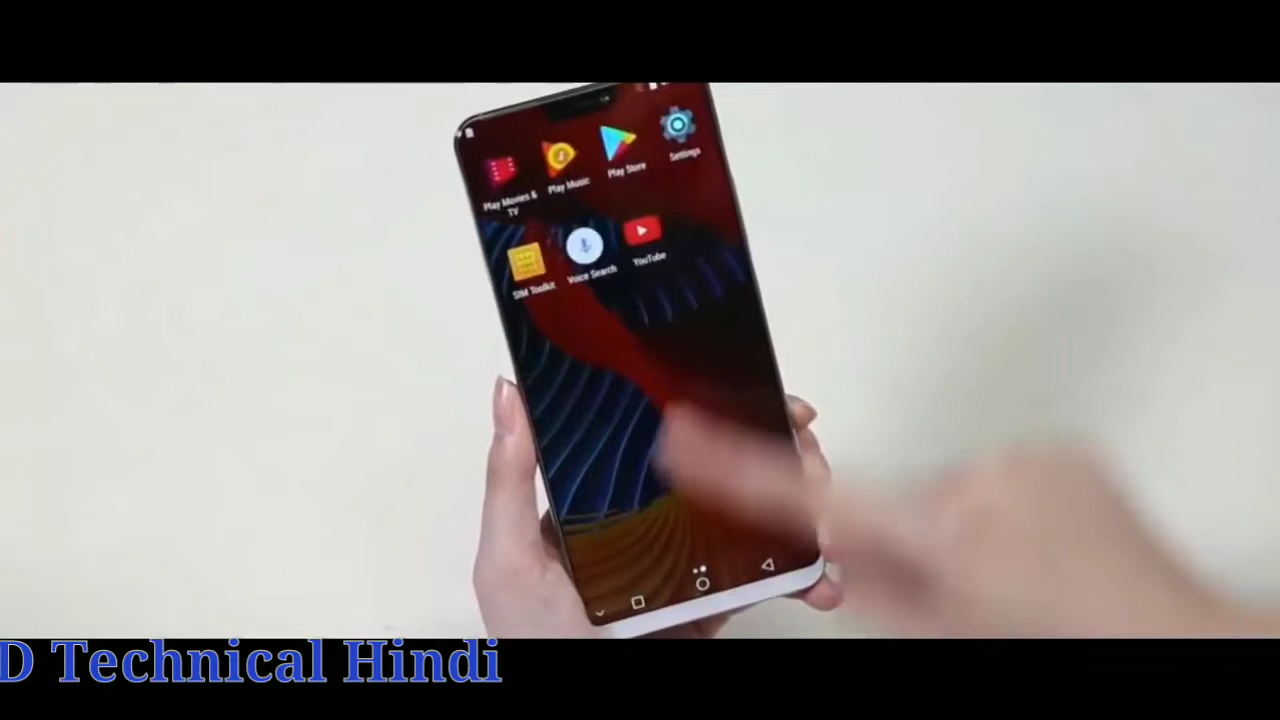 Play Movies &
TV
Play Music
Play Store
Settings
SIM Toolkit
Voice Search
YouTube
D Technical Hindi